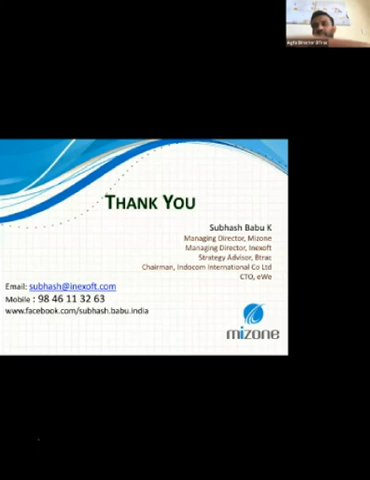 THANK YOU
Subhash Babu K
Managing Director, Mizone
Managing Director, Inexoft
Strategy Advisor, Btrac
Chairman, Indocom International Co Ltd
CTO, eWe
Email: subhash@inexoft.com
Mobile : 98 46 11 32 63
www.facebook.com/subhash.babu.india
mizone